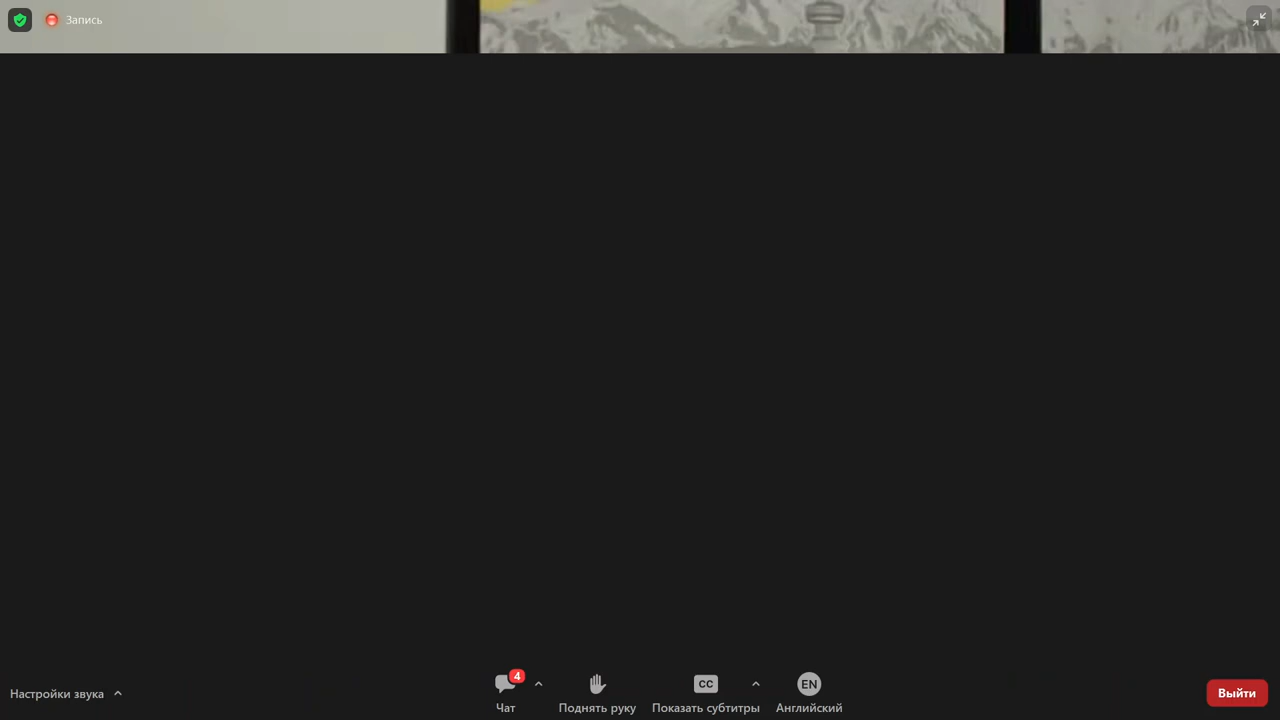 Запись
4
CC
EN
Настройки звука
Чат
Поднять руку
Показать субтитры
Английский
Выйти